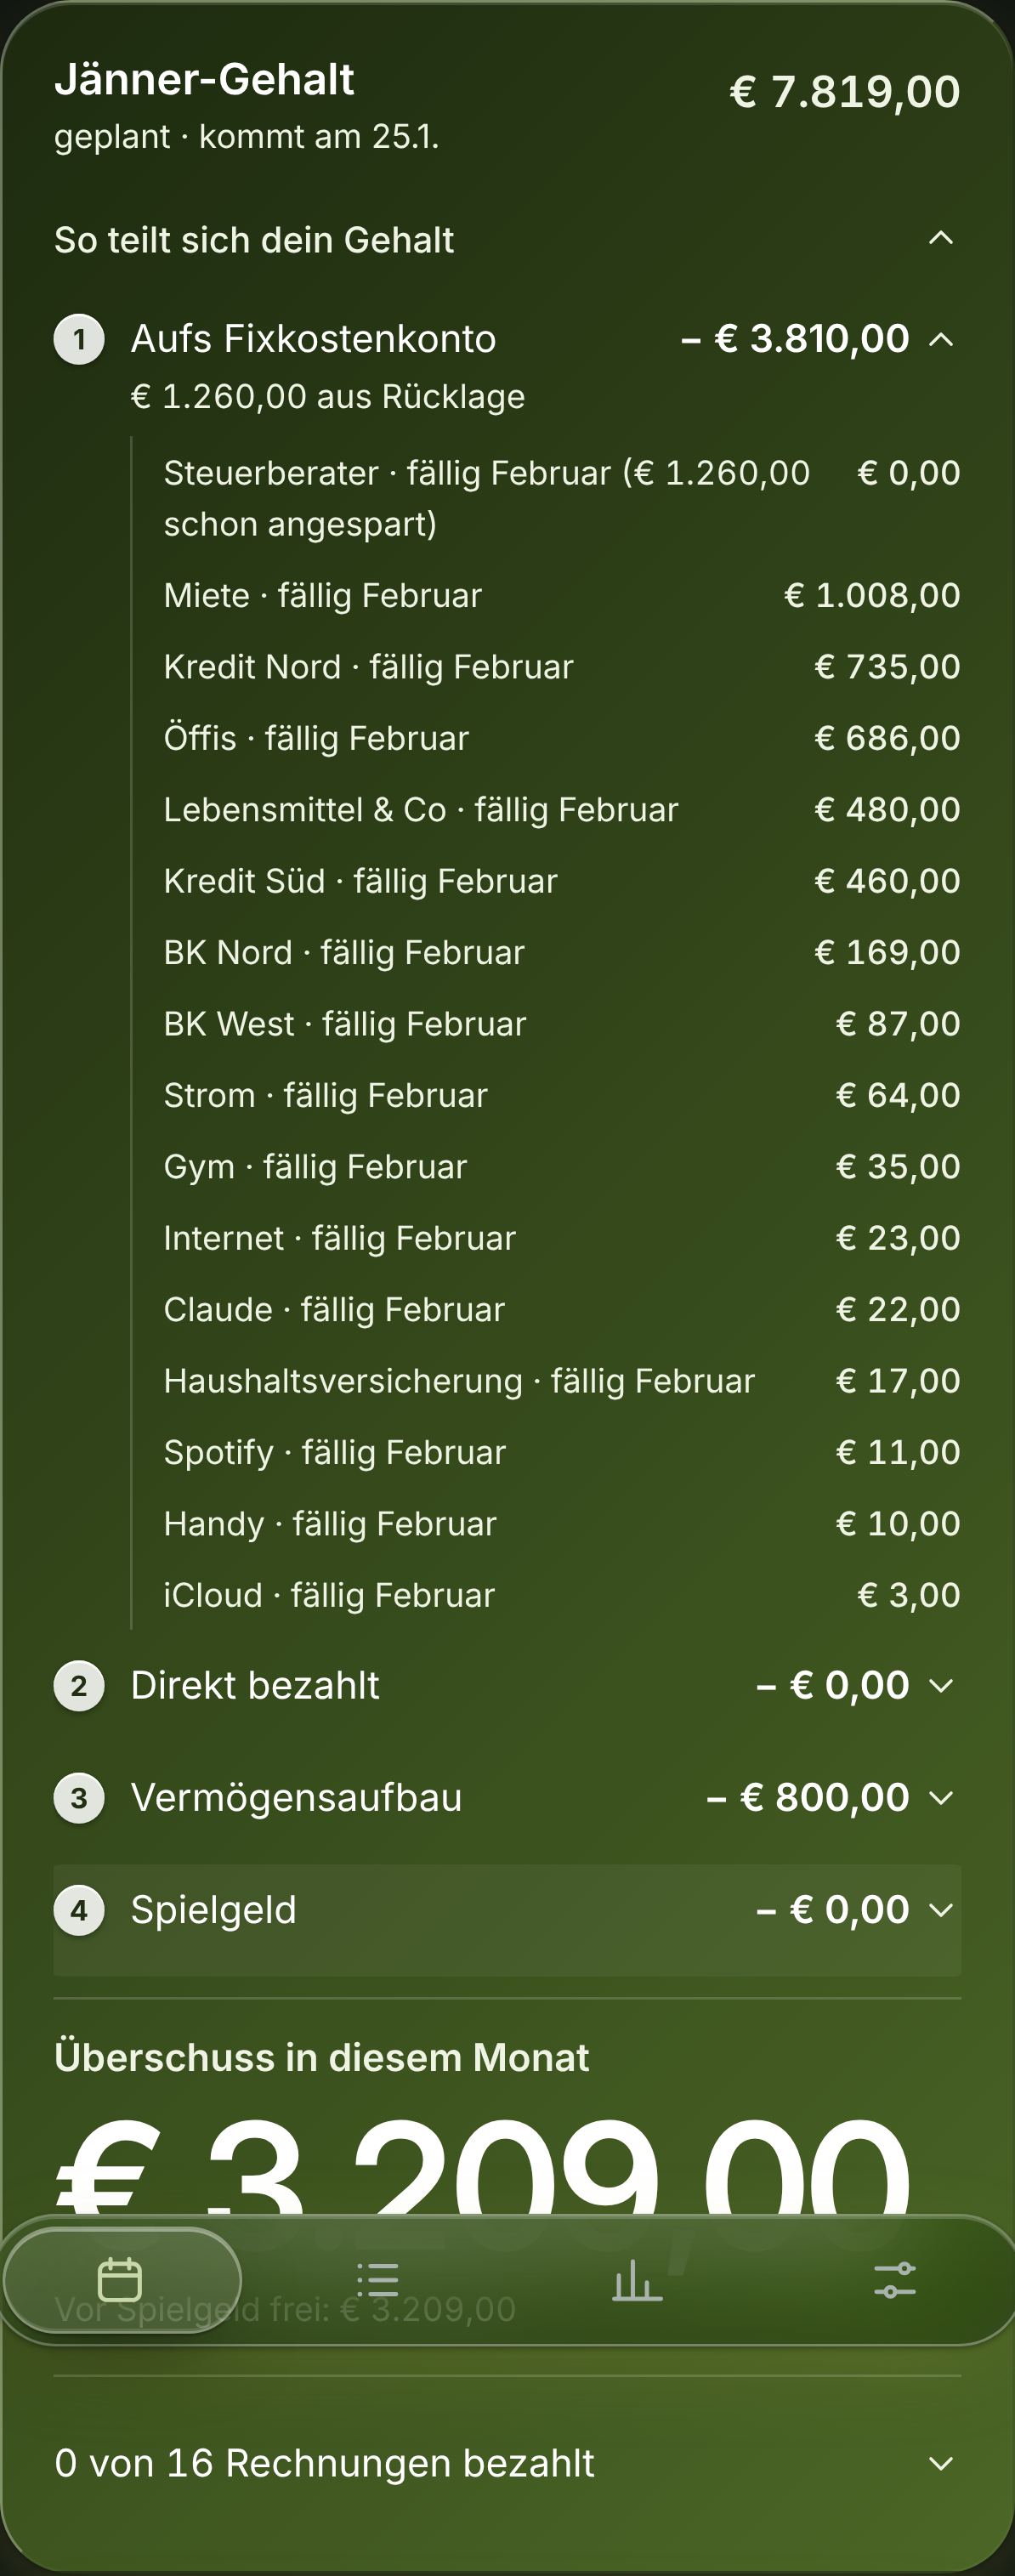 Jänner-Gehalt
€ 7.819,00
geplant · kommt am 25.1.
So teilt sich dein Gehalt
1 Aufs Fixkostenkonto – € 3.810,00
€ 1.260,00 aus Rücklage
Steuerberater · fällig Februar (€ 1.260,00 € 0,00
schon angespart)
Miete · fällig Februar € 1.008,00
Kredit Nord · fällig Februar € 735,00
Öffis · fällig Februar € 686,00
Lebensmittel & Co · fällig Februar € 480,00
Kredit Süd · fällig Februar € 460,00
BK Nord · fällig Februar € 169,00
BK West · fällig Februar € 87,00
Strom · fällig Februar € 64,00
Gym · fällig Februar € 35,00
Internet · fällig Februar € 23,00
Claude · fällig Februar € 22,00
Haushaltsversicherung · fällig Februar € 17,00
Spotify · fällig Februar € 11,00
Handy · fällig Februar € 10,00
iCloud · fällig Februar € 3,00
2 Direkt bezahlt – € 0,00
3 Vermögensaufbau – € 800,00
4 Spielgeld – € 0,00
Überschuss in diesem Monat
€ 3.209,00
Vor Spielgeld frei: € 3.209,00
0 von 16 Rechnungen bezahlt